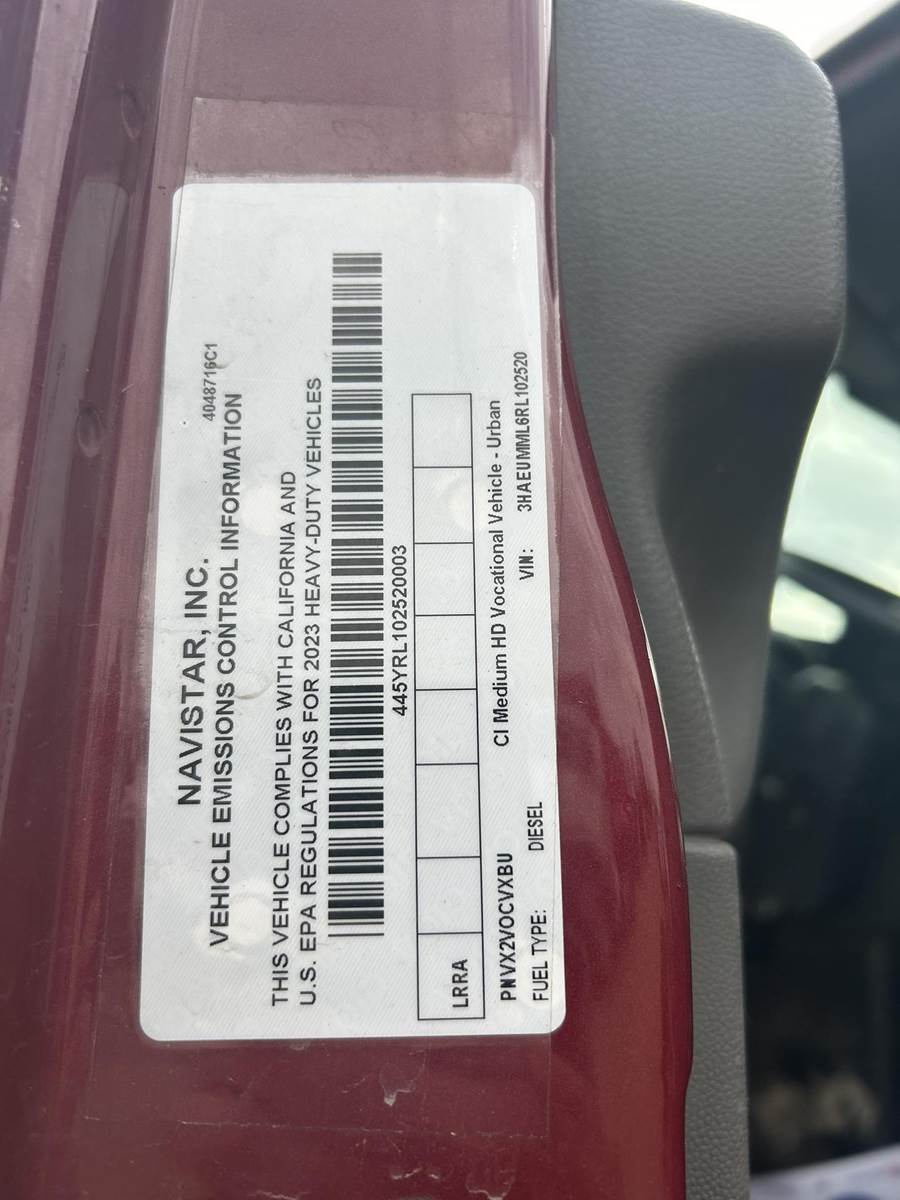 4048716C1
NAVISTAR, INC.
VEHICLE EMISSIONS CONTROL INFORMATION
THIS VEHICLE COMPLIES WITH CALIFORNIA AND
U.S. EPA REGULATIONS FOR 2023 HEAVY-DUTY VEHICLES
445YRL102520003
LRRA
PNVX2VOCVXBU CI Medium HD Vocational Vehicle - Urban
FUEL TYPE: DIESEL VIN: 3HAEUMML6RL102520